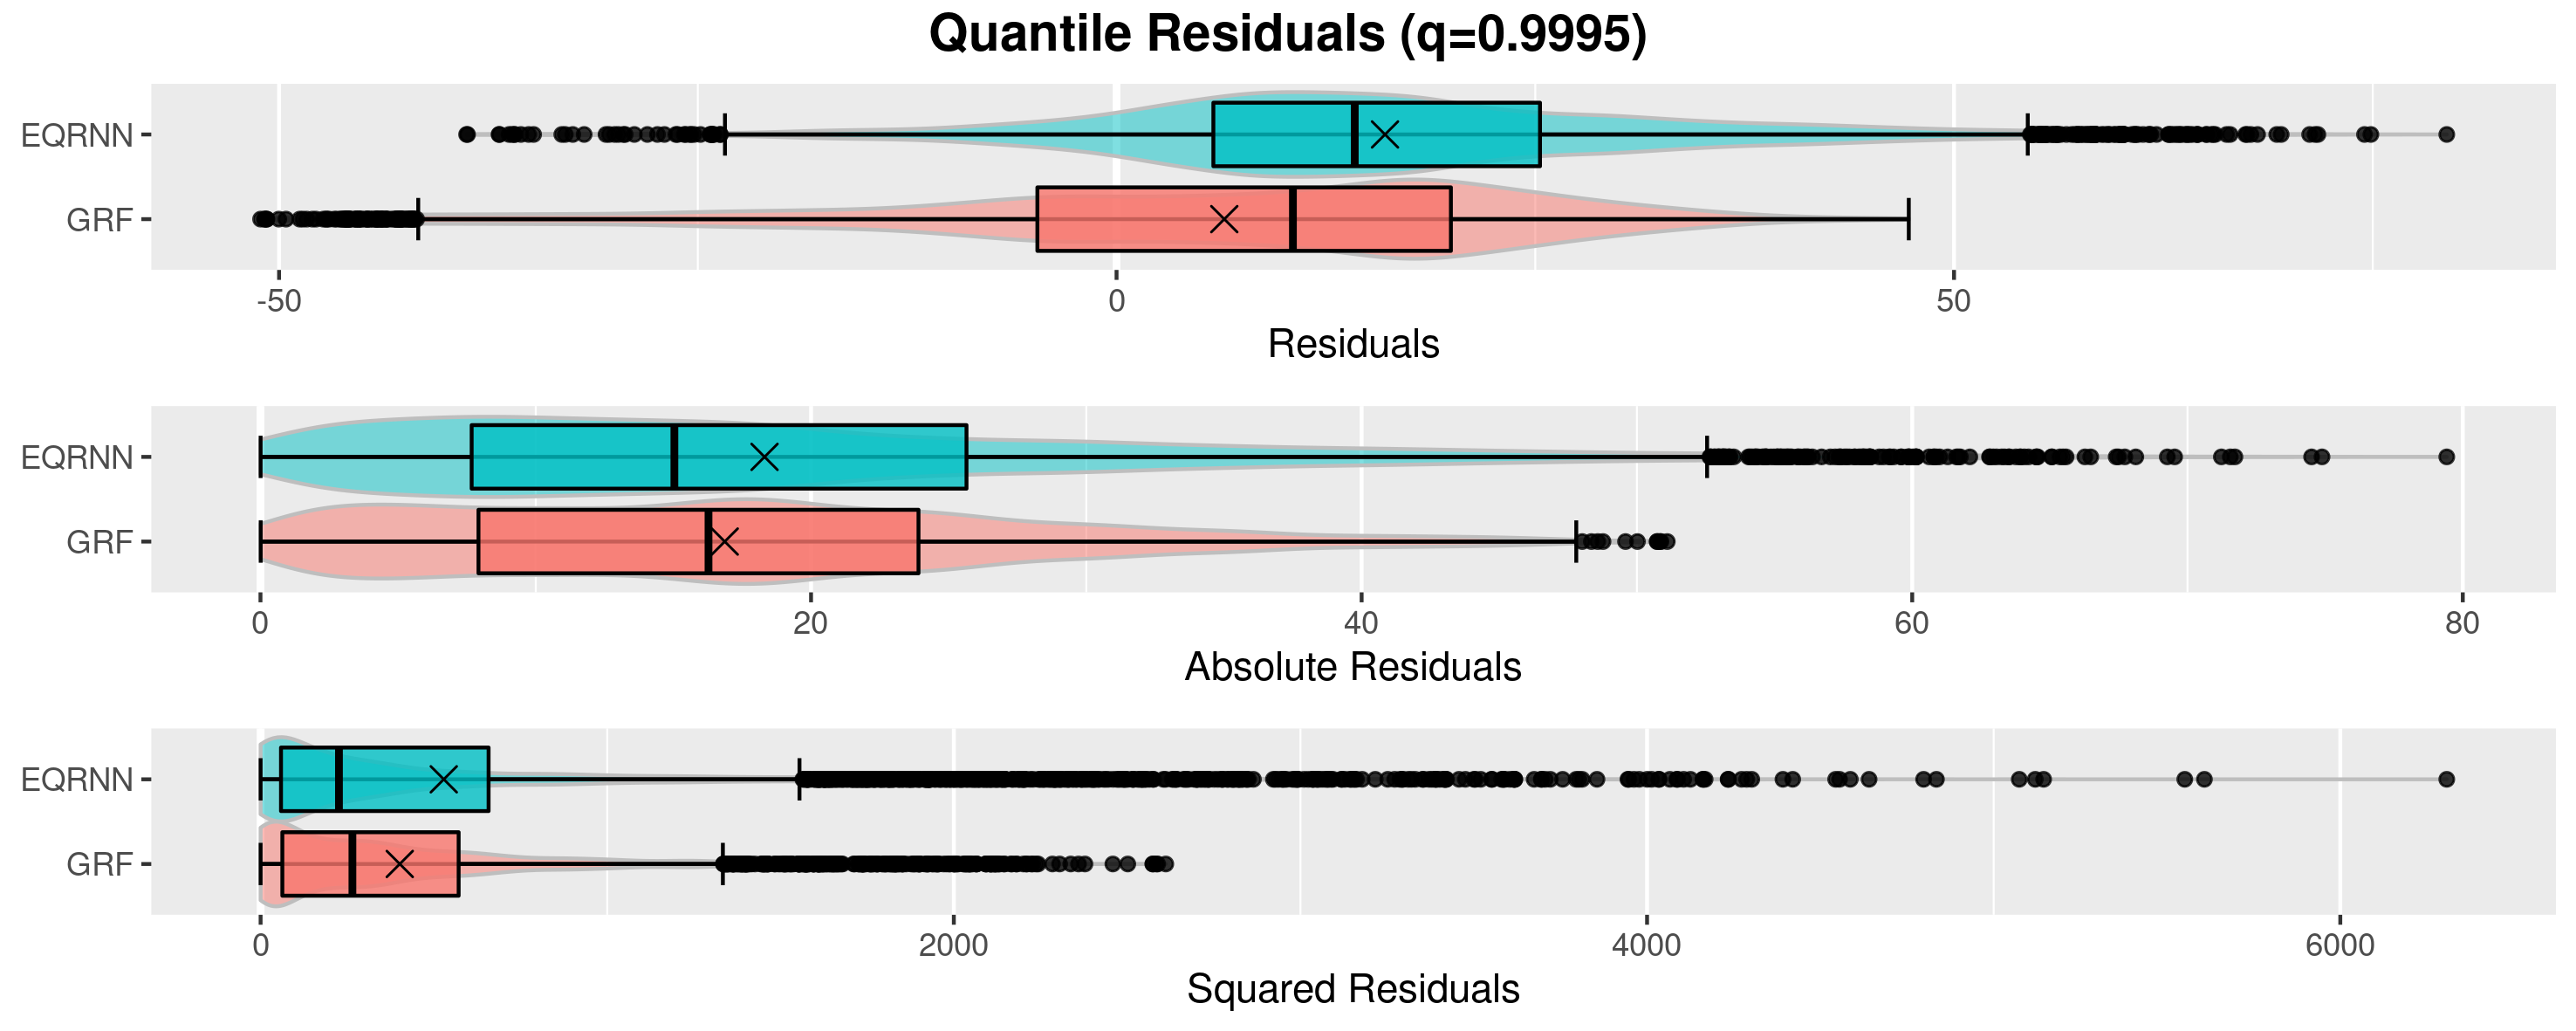 Quantile Residuals (q=0.9995)
EQRNN
GRF
-50 0 50
Residuals
EQRNN
GRF
0 20 40 60 80
Absolute Residuals
EQRNN
GRF
0 2000 4000 6000
Squared Residuals